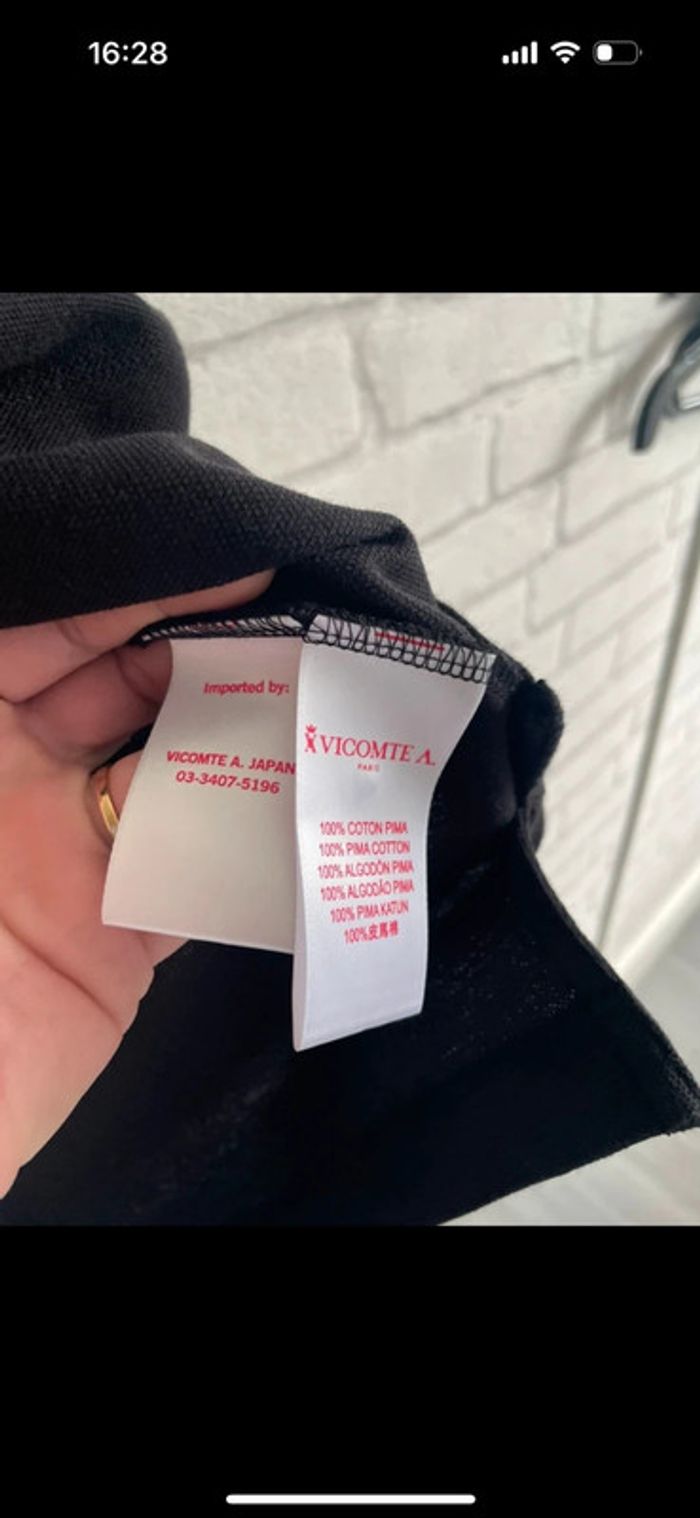 16:28
Imported by:
VICOMTE A. JAPAN
03-3407-5196
VICOMTE A.
PARIS
100% COTON PIMA
100% PIMA COTTON
100% ALGODÓN PIMA
100% ALGODÃO PIMA
100% PIMA KATUN
100%皮馬棉